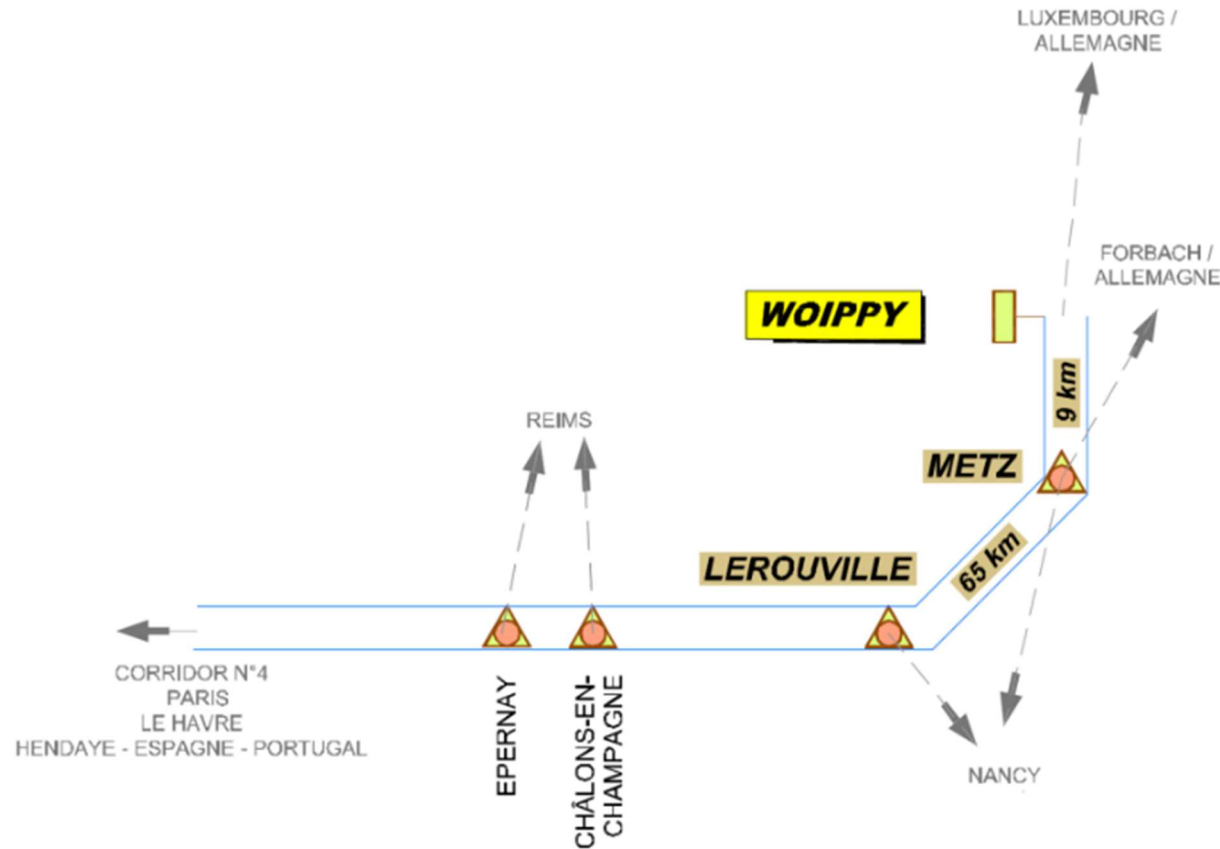 LUXEMBOURG /
ALLEMAGNE
FORBACH /
ALLEMAGNE
WOIPPY
9 km
REIMS
METZ
LEROUVILLE
65 km
CORRIDOR N°4
PARIS
LE HAVRE
HENDAYE - ESPAGNE - PORTUGAL
EPERNAY
CHÂLONS-EN-
CHAMPAGNE
NANCY